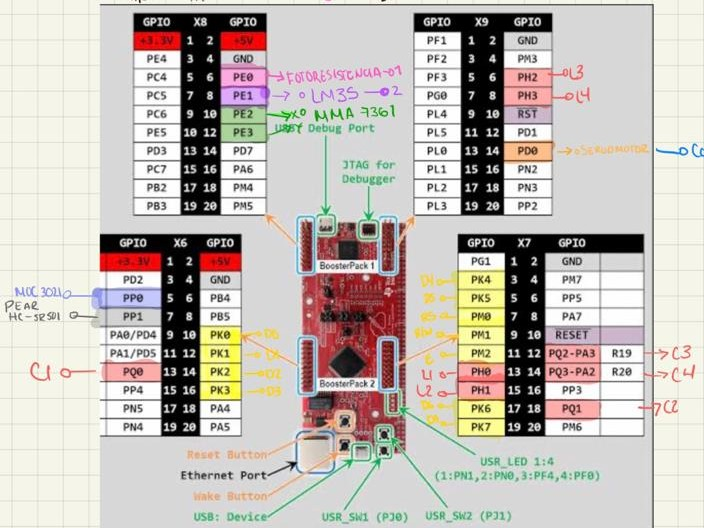 GPIO X8 GPIO
+3.3V 1 2 +5V
PE4 3 4 GND
PC4 5 6 PE0 FOTORESISTENCIA-01
PC5 7 8 PE1 LM35 2
PC6 9 10 PE2 X MMA 7361
PE5 11 12 PE3
PD3 13 14 PD7
PC7 15 16 PA6
PB2 17 18 PM4
PB3 19 20 PM5
Debug Port
JTAG for
Debugger
GPIO X9 GPIO
PF1 1 2 GND
PF2 3 4 PM3
PF3 5 6 PH2 L3
PG0 7 8 PH3 L4
PL4 9 10 RST
PL5 11 12 PD1
PL0 13 14 PD0 SERVOMOTOR
PL1 15 16 PN2
PL2 17 18 PN3
PL3 19 20 PP2
BoosterPack 1
BoosterPack 2
GPIO X6 GPIO
+3.3V 1 2 +5V
PD2 3 4 GND
MOC3021 PP0 5 6 PB4
HC-SR501 PP1 7 8 PB5
PA0/PD4 9 10 PK0 D0
PA1/PD5 11 12 PK1 D1
C1 PQ0 13 14 PK2 D2
PP4 15 16 PK3 D3
PN5 17 18 PA4
PN4 19 20 PA5
GPIO X7 GPIO
PG1 1 2 GND
PK4 3 4 PM7
PK5 5 6 PP5
PM0 7 8 PA7
PM1 9 10 RESET
PM2 11 12 PQ2-PA3 R19 C3
L1 PH0 13 14 PQ3-PA2 R20 C4
L2 PH1 15 16 PP3
PK6 17 18 PQ1 C2
PK7 19 20 PM6
Reset Button
Ethernet Port
Wake Button
USB: Device
USR_SW1 (PJ0)
USR_SW2 (PJ1)
USR_LED 1:4
(1:PN1,2:PN0,3:PF4,4:PF0)